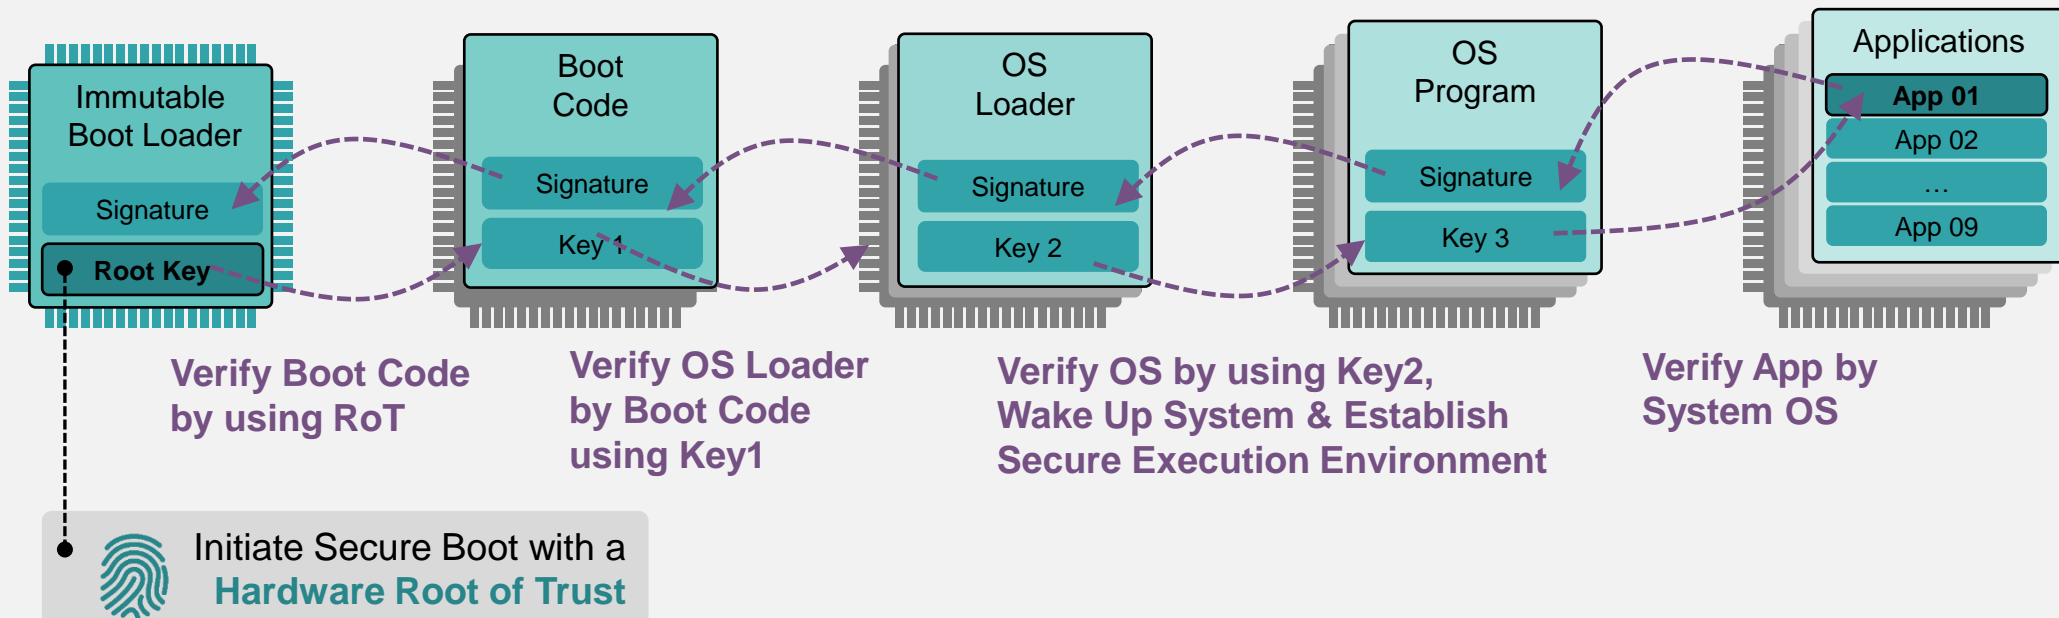 Immutable
Boot Loader
Signature
Root Key
Boot
Code
Signature
Key 1
OS
Loader
Signature
Key 2
OS
Program
Signature
Key 3
Applications
App 01
App 02
...
App 09
Verify Boot Code
by using RoT
Verify OS Loader
by Boot Code
using Key1
Verify OS by using Key2,
Wake Up System & Establish
Secure Execution Environment
Verify App by
System OS
Initiate Secure Boot with a
Hardware Root of Trust